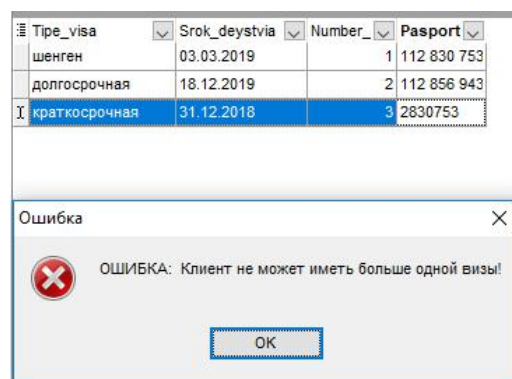 Tipe_visa Srok_deystvia Number_ Pasport
шенген 03.03.2019 1 112 830 753
долгосрочная 18.12.2019 2 112 856 943
краткосрочная 31.12.2018 3 2830753
Ошибка
ОШИБКА: Клиент не может иметь больше одной визы!
OK